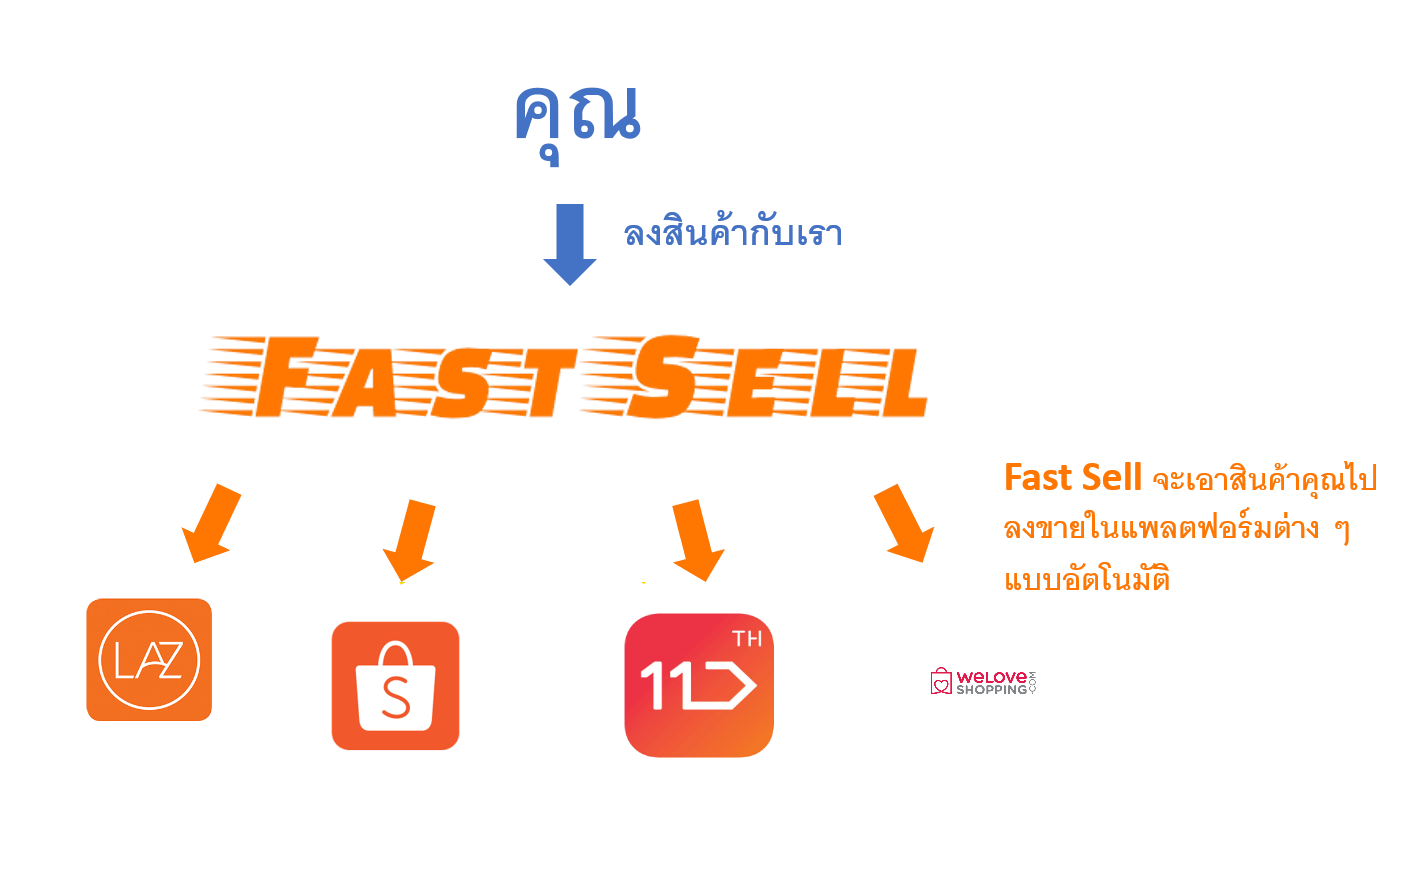 คุณ
ลงสินค้ากับเรา
FAST SELL
Fast Sell จะเอาสินค้าคุณไป
ลงขายในแพลตฟอร์มต่าง ๆ
แบบอัตโนมัติ
LAZ
S
11
TH
WELOVE
SHOPPING
.COM